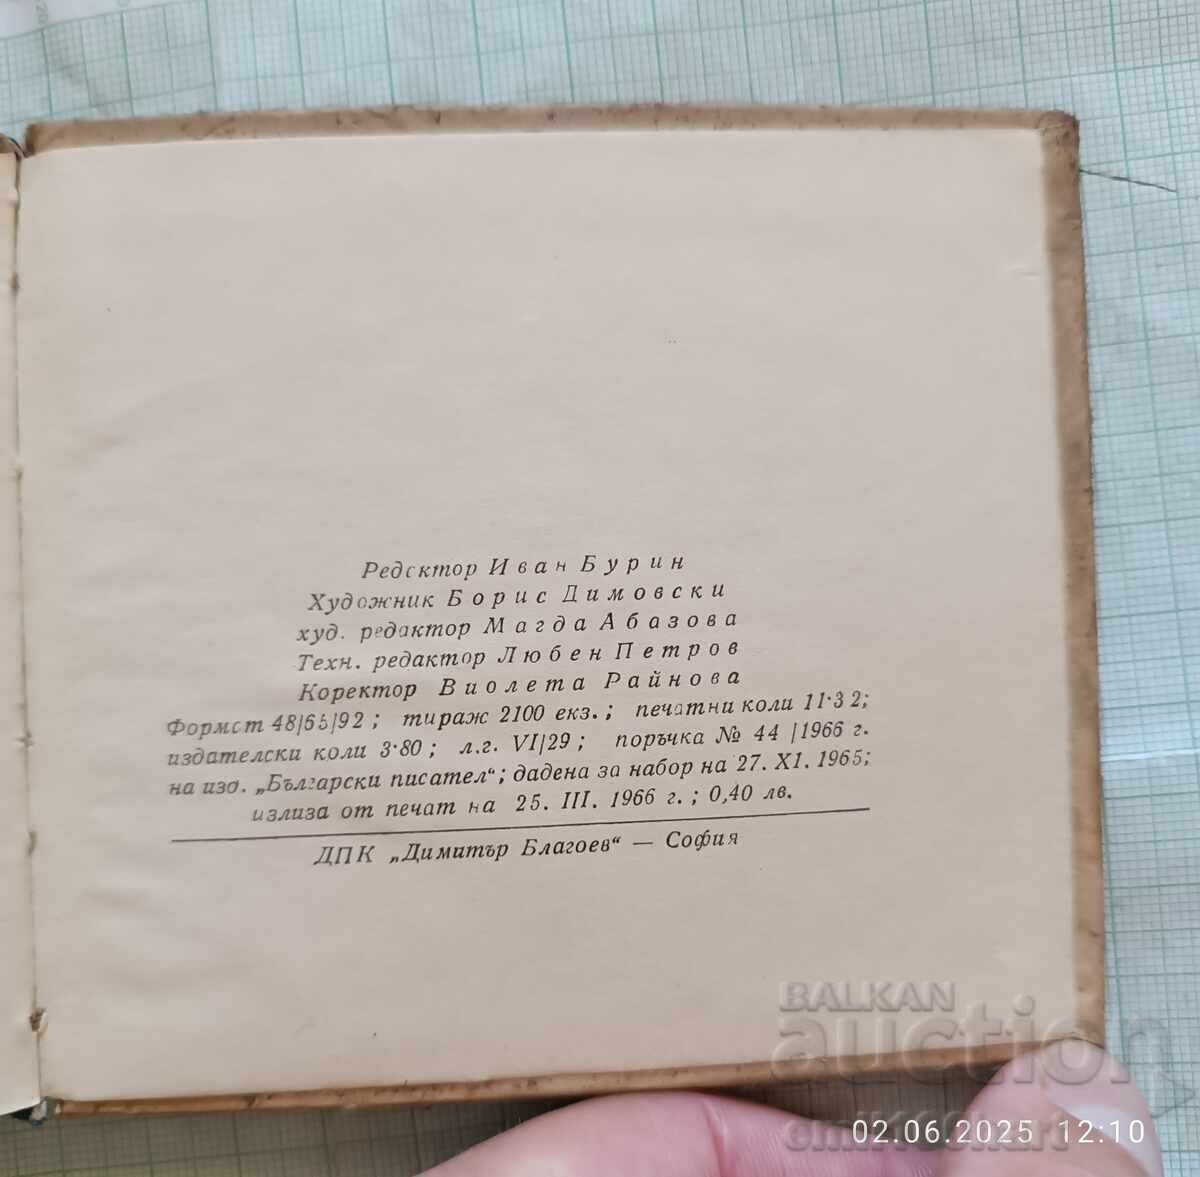 Редсктор Иван Бурин
Художник Борис Димовски
худ. редактор Магда Абазова
Техн. редактор Любен Петров
Коректор Виолета Райнова
Формст 48/65/92; тираж 2100 екз.; печатни коли 11·32;
издателски коли 3·80; л.г. VI/29; поръчка № 44/1966 г.
на изд. „Български писател“; дадена за набор на 27. XI. 1965;
излиза от печат на 25. III. 1966 г.; 0,40 лв.
ДПК „Димитър Благоев“ — София
BALKAN
auction
02.06.2025 12:10